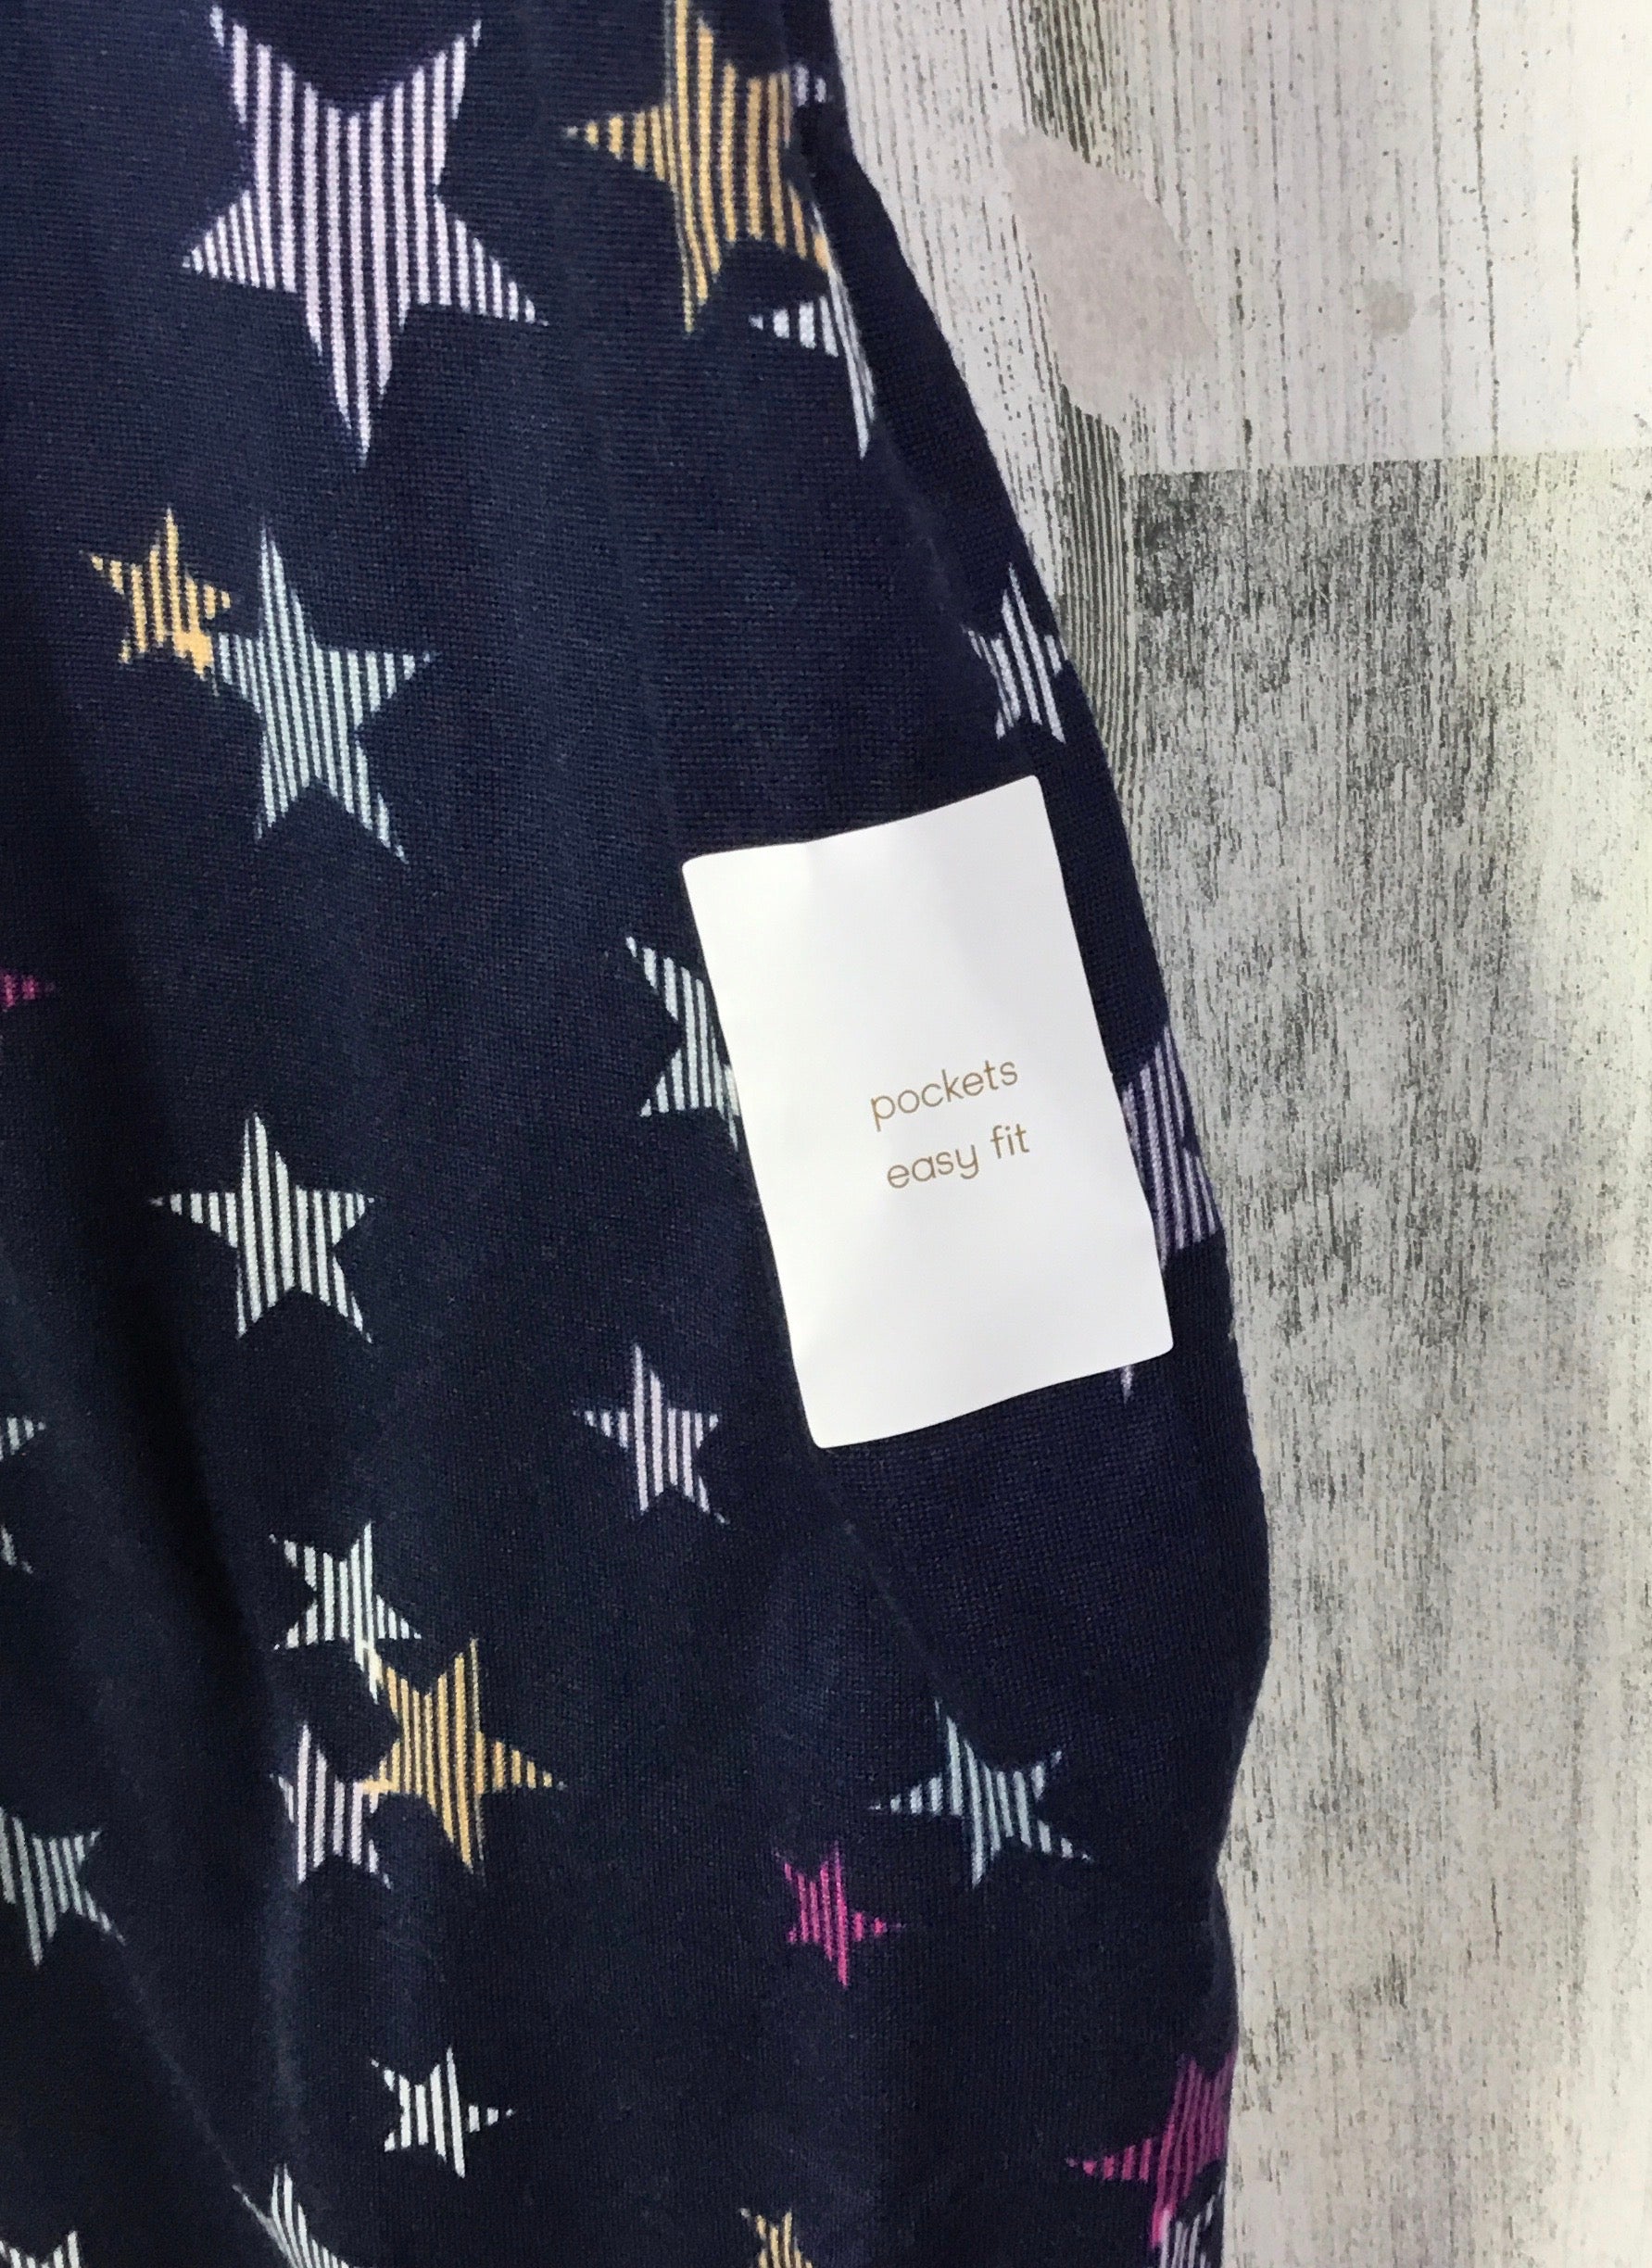 pockets
easy fit